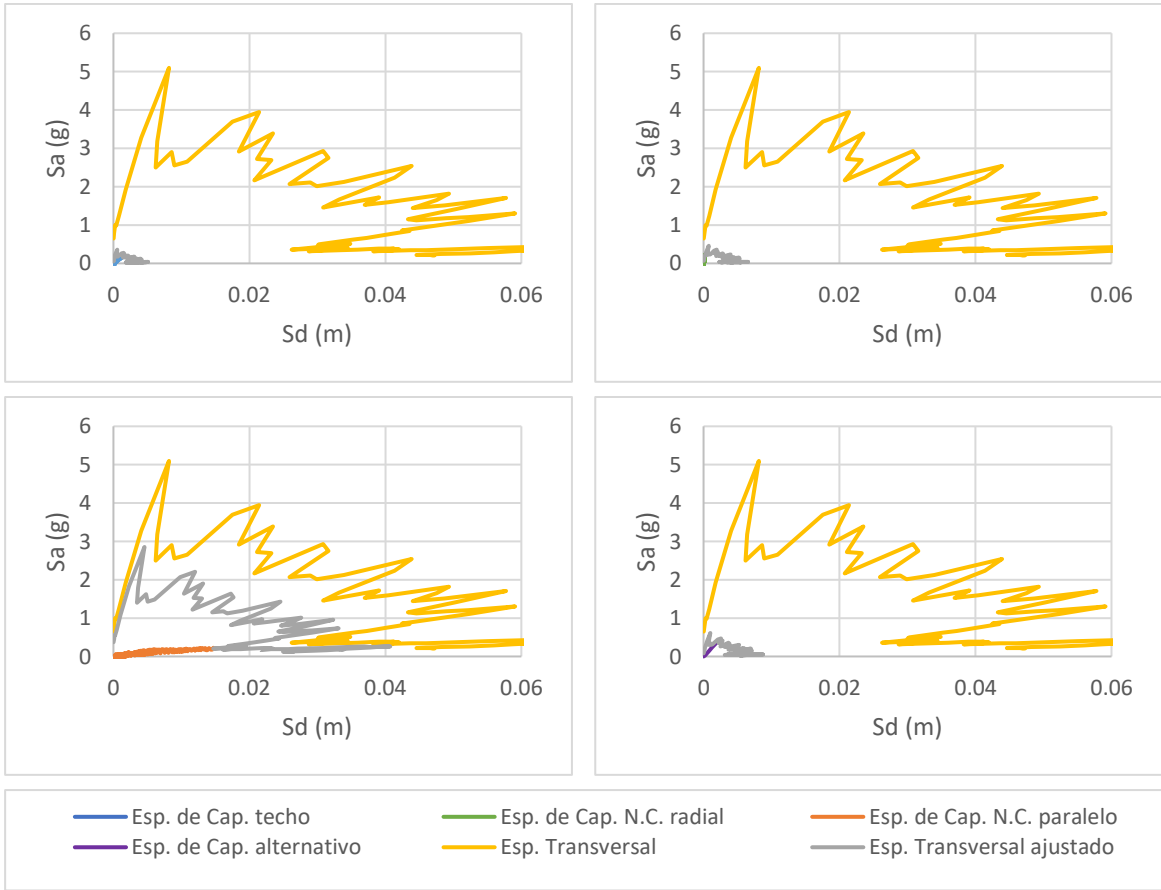 6
5
4
3
2
1
0
Sa (g)
0 0.02 0.04 0.06
Sd (m)
6
5
4
3
2
1
0
Sa (g)
0 0.02 0.04 0.06
Sd (m)
6
5
4
3
2
1
0
Sa (g)
0 0.02 0.04 0.06
Sd (m)
6
5
4
3
2
1
0
Sa (g)
0 0.02 0.04 0.06
Sd (m)
Esp. de Cap. techo Esp. de Cap. N.C. radial Esp. de Cap. N.C. paralelo
Esp. de Cap. alternativo Esp. Transversal Esp. Transversal ajustado